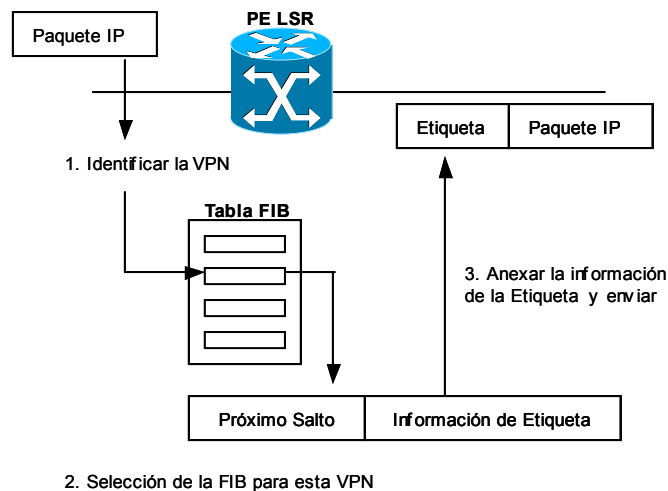 PE LSR
Paquete IP
Etiqueta
Paquete IP
1. Identificar la VPN
Tabla FIB
3. Anexar la información
de la Etiqueta y enviar
Próximo Salto
Información de Etiqueta
2. Selección de la FIB para esta VPN